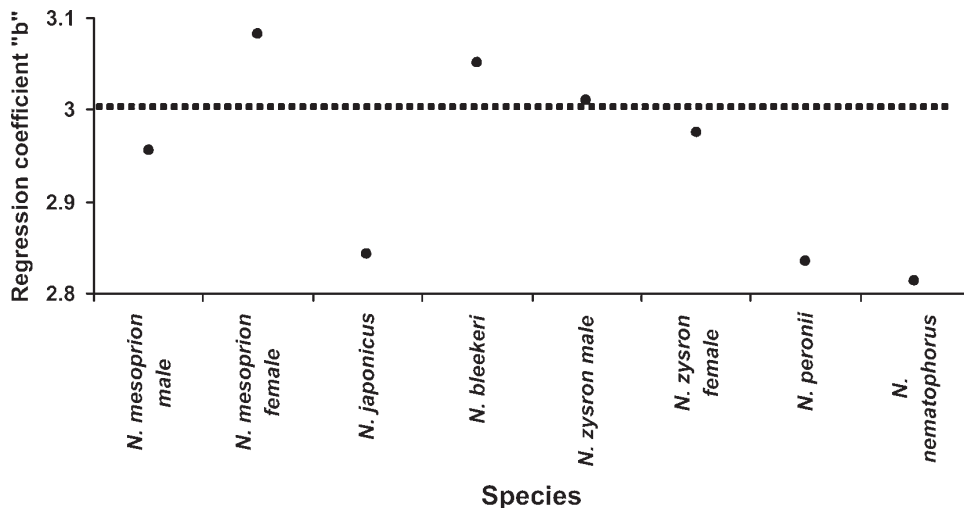 Regression coefficient "b"
3.1
3
2.9
2.8
N. mesoprion
male
N. mesoprion
female
N. japonicus
N. bleekeri
N. zysron male
N. zysron
female
N. peronii
N.
nematophorus
Species